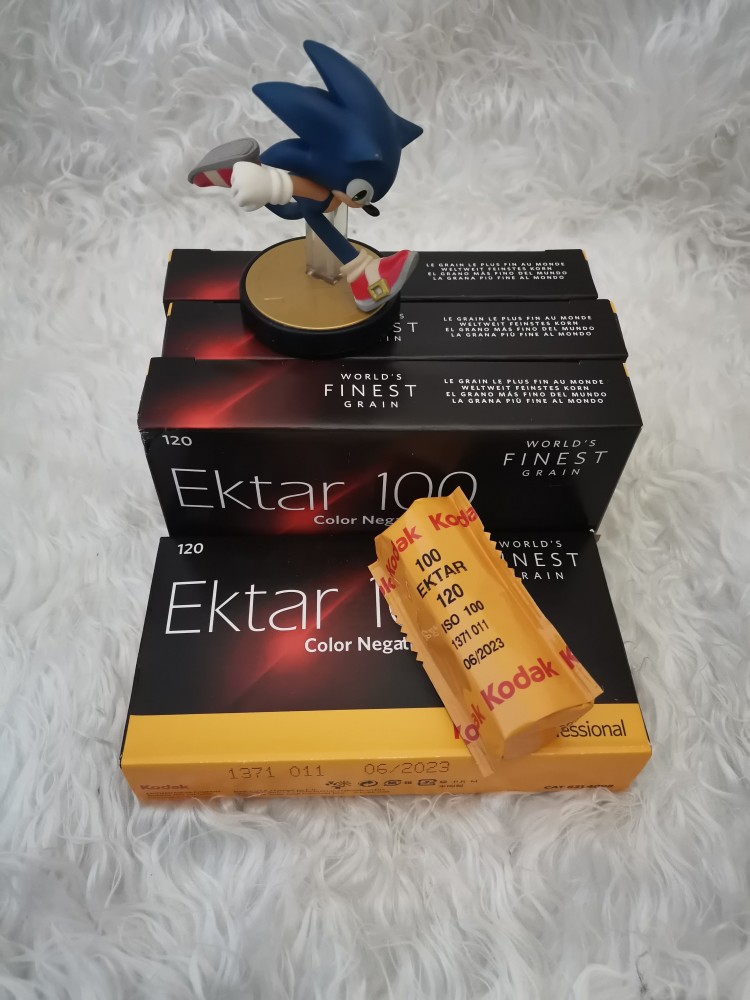 LE GRAIN LE PLUS FIN AU MONDE
WELTWEIT FEINSTES KORN
EL GRANO MÁS FINO DEL MUNDO
LA GRANA PIÙ FINE AL MONDO
LE GRAIN LE PLUS FIN AU MONDE
WELTWEIT FEINSTES KORN
EL GRANO MÁS FINO DEL MUNDO
LA GRANA PIÙ FINE AL MONDO
WORLD'S
FINEST
GRAIN
LE GRAIN LE PLUS FIN AU MONDE
WELTWEIT FEINSTES KORN
EL GRANO MÁS FINO DEL MUNDO
LA GRANA PIÙ FINE AL MONDO
120
WORLD'S
FINEST
GRAIN
Ektar 100
Color Neg
120
WORLD'S
NEST
RAIN
Ektar 1
Color Negat
Kodak Koda
100
EKTAR
120
ISO 100
1371 011
06/2023
Kodak Kodak K
essional
1371 011 06/2023
Kodak